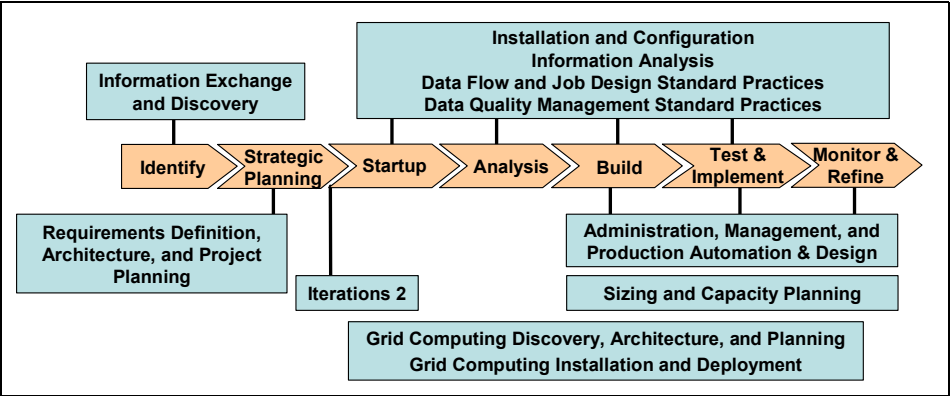 Installation and Configuration
Information Analysis
Data Flow and Job Design Standard Practices
Data Quality Management Standard Practices
Information Exchange
and Discovery
Identify
Strategic
Planning
Startup
Analysis
Build
Test &
Implement
Monitor &
Refine
Requirements Definition,
Architecture, and Project
Planning
Iterations 2
Administration, Management, and
Production Automation & Design
Sizing and Capacity Planning
Grid Computing Discovery, Architecture, and Planning
Grid Computing Installation and Deployment